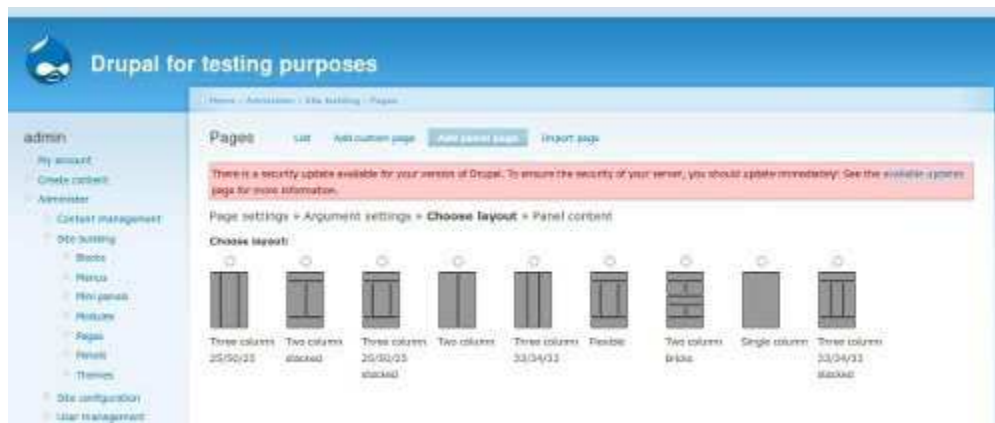 Drupal for testing purposes
Home › Administer › Site building › Pages
admin
My account
Create content
Administer
Content management
Site building
Blocks
Menus
Mini panels
Modules
Pages
Panels
Themes
Site configuration
User management
Pages List Add custom page Add panel page Import page
There is a security update available for your version of Drupal. To ensure the security of your server, you should update immediately! See the available updates
page for more information.
Page settings » Argument settings » Choose layout » Panel content
Choose layout:
Three column
25/50/25
Two column
stacked
Three column
25/50/25
stacked
Two column
Three column
33/34/33
Flexible
Two column
bricks
Single column
Three column
33/34/33
stacked